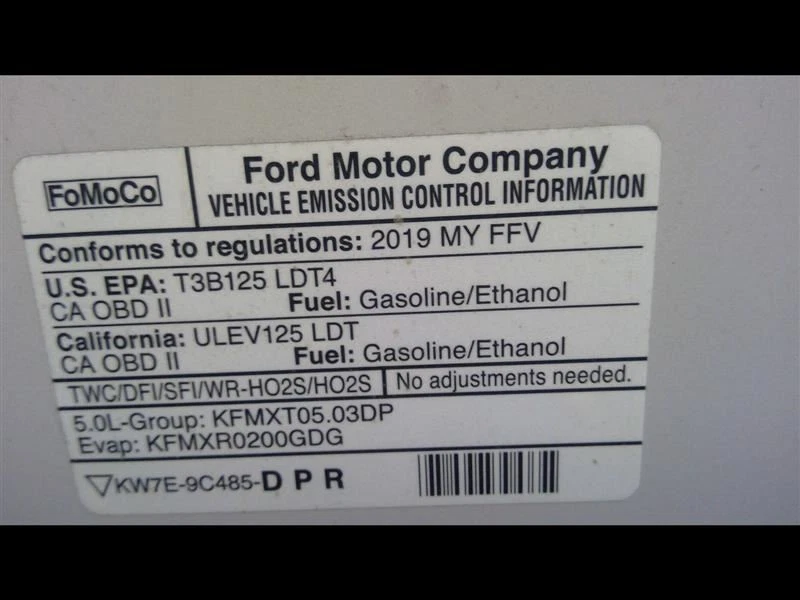 FoMoCo
Ford Motor Company
VEHICLE EMISSION CONTROL INFORMATION
Conforms to regulations: 2019 MY FFV
U.S. EPA: T3B125 LDT4
CA OBD II Fuel: Gasoline/Ethanol
California: ULEV125 LDT
CA OBD II Fuel: Gasoline/Ethanol
TWC/DFI/SFI/WR-HO2S/HO2S No adjustments needed.
5.0L-Group: KFMXT05.03DP
Evap: KFMXR0200GDG
KW7E-9C485-DPR